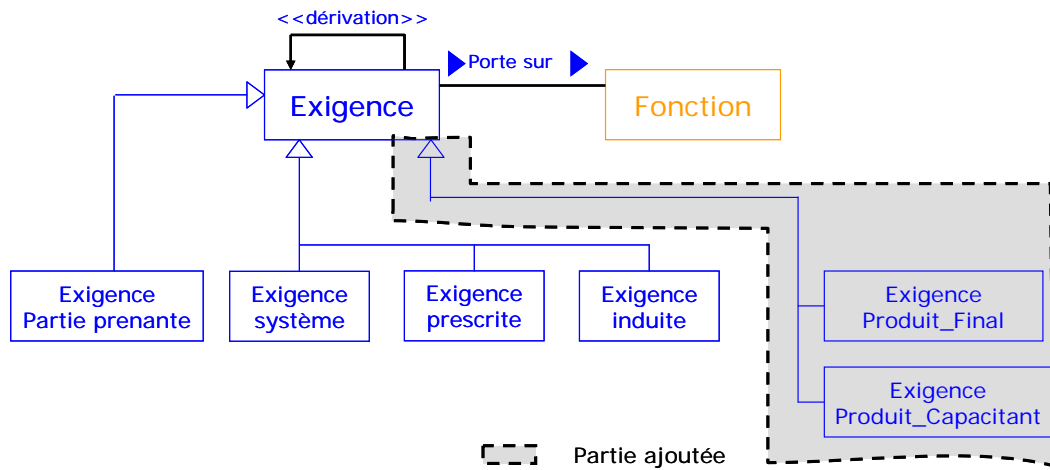 <<dérivation>>
Porte sur
Exigence
Fonction
Exigence
Partie prenante
Exigence
système
Exigence
prescrite
Exigence
induite
Exigence
Produit_Final
Exigence
Produit_Capacitant
Partie ajoutée